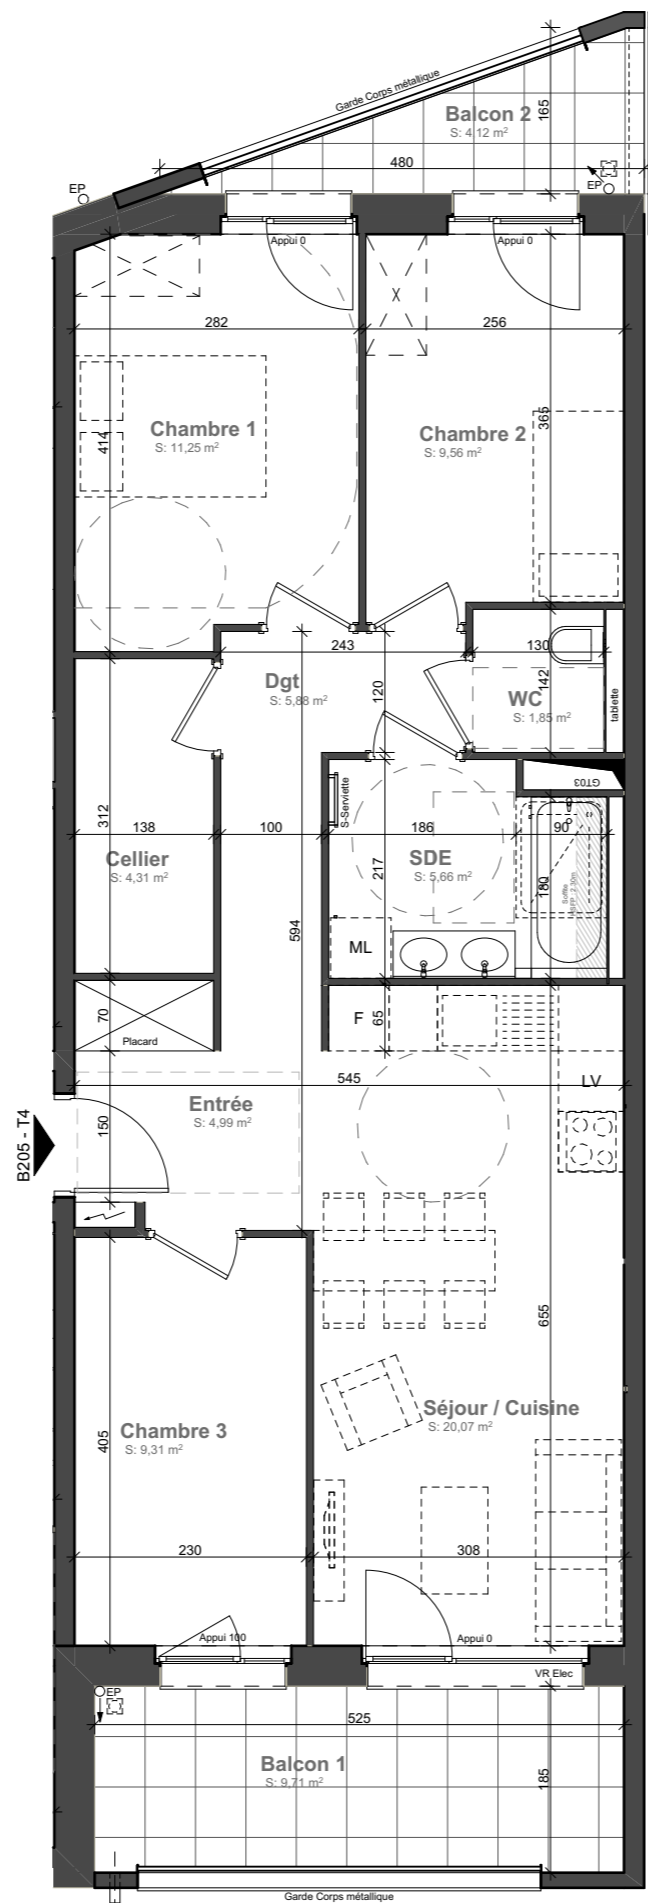 Garde Corps métallique
165
Balcon 2
S: 4,12 m²
480
EP
EP
Appui 0
Appui 0
282
256
414
365
Chambre 1
S: 11,25 m²
Chambre 2
S: 9,56 m²
243
130
Dgt
S: 5,88 m²
120
142
WC
S: 1,85 m²
tablette
GT03
S-Serviette
312
138
100
186
90
Cellier
S: 4,31 m²
217
SDE
S: 5,66 m²
180
Soffite
HSFP : 2.30m
594
ML
70
Placard
F
65
545
LV
Entrée
S: 4,99 m²
150
B205 - T4
655
405
Chambre 3
S: 9,31 m²
Séjour / Cuisine
S: 20,07 m²
230
308
Appui 100
Appui 0
VR Elec
EP
525
Balcon 1
S: 9,71 m²
185
Garde Corps métallique